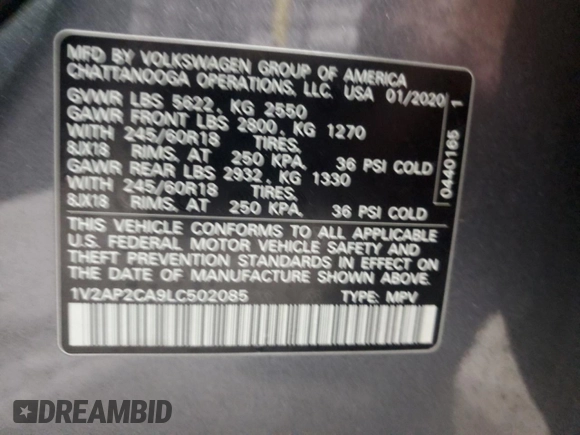 MFD BY VOLKSWAGEN GROUP OF AMERICA
CHATTANOOGA OPERATIONS, LLC. USA 01/2020
GVWR LBS 5622, KG 2550
GAWR FRONT LBS 2800, KG 1270
WITH 245/60R18 TIRES.
8JX18 RIMS. AT 250 KPA, 36 PSI COLD
GAWR REAR LBS 2932, KG 1330
WITH 245/60R18 TIRES.
8JX18 RIMS. AT 250 KPA, 36 PSI COLD
THIS VEHICLE CONFORMS TO ALL APPLICABLE
U.S. FEDERAL MOTOR VEHICLE SAFETY AND
THEFT PREVENTION STANDARDS IN EFFECT ON
THE DATE OF MANUFACTURE SHOWN ABOVE.
1V2AP2CA9LC502085 TYPE: MPV
0440165 1
DREAMBID